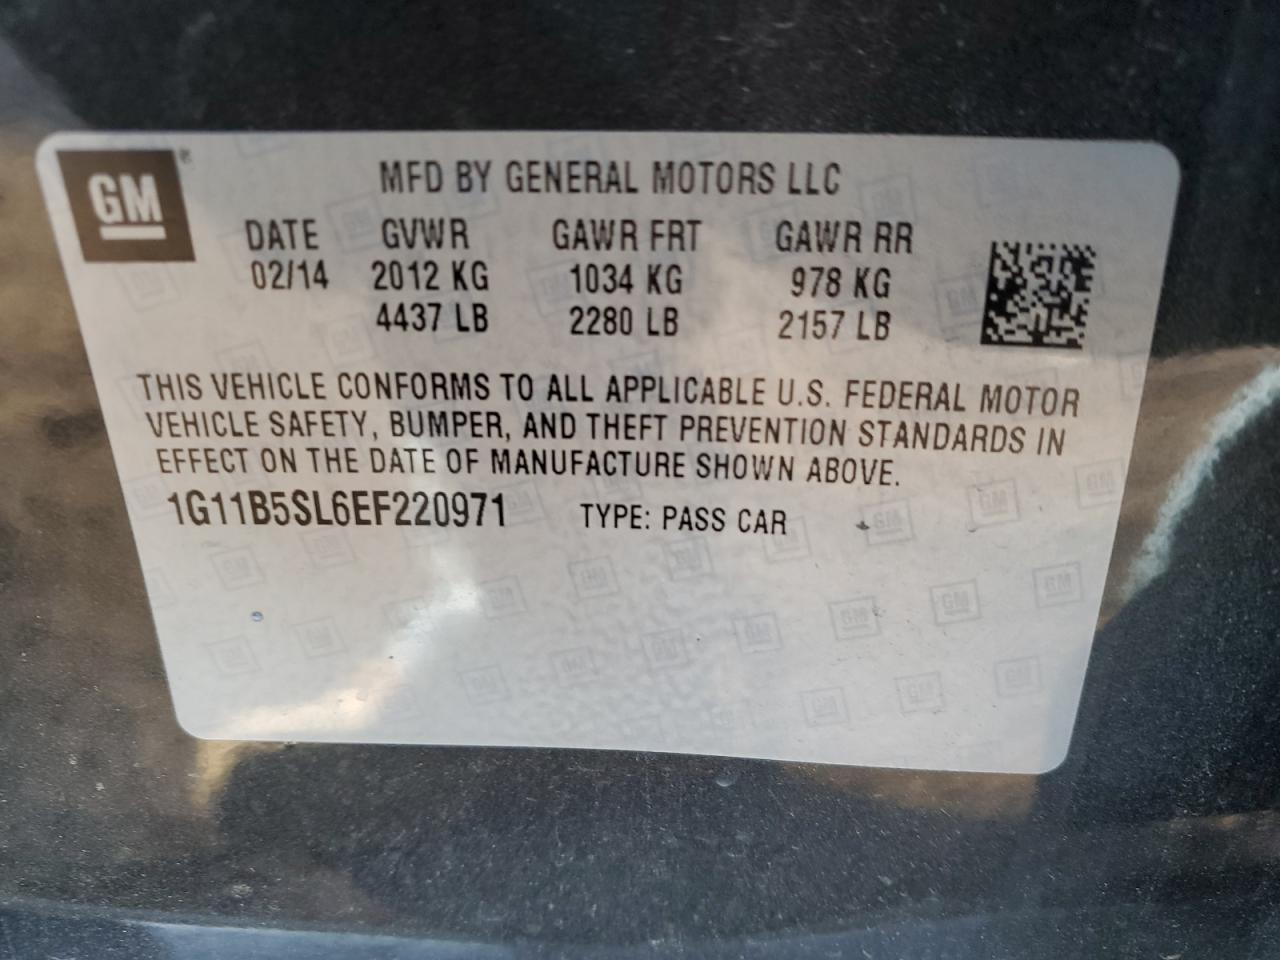 GM
MFD BY GENERAL MOTORS LLC
DATE GVWR GAWR FRT GAWR RR
02/14 2012 KG 1034 KG 978 KG
4437 LB 2280 LB 2157 LB
THIS VEHICLE CONFORMS TO ALL APPLICABLE U.S. FEDERAL MOTOR
VEHICLE SAFETY, BUMPER, AND THEFT PREVENTION STANDARDS IN
EFFECT ON THE DATE OF MANUFACTURE SHOWN ABOVE.
1G11B5SL6EF220971 TYPE: PASS CAR